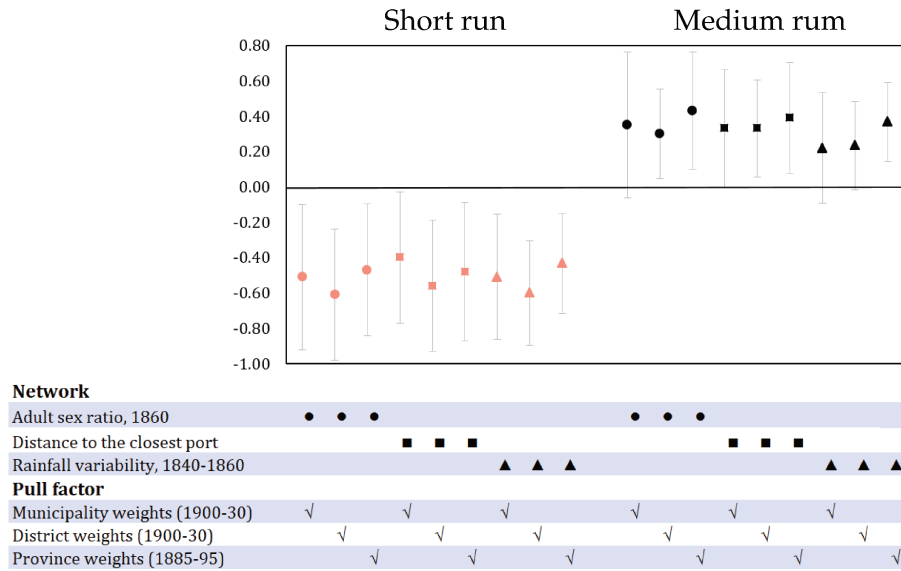 Short run Medium rum
0.80
0.60
0.40
0.20
0.00
-0.20
-0.40
-0.60
-0.80
-1.00
Network
Adult sex ratio, 1860
Distance to the closest port
Rainfall variability, 1840-1860
Pull factor
Municipality weights (1900-30) √ √ √ √ √ √
District weights (1900-30) √ √ √ √ √ √
Province weights (1885-95) √ √ √ √ √ √